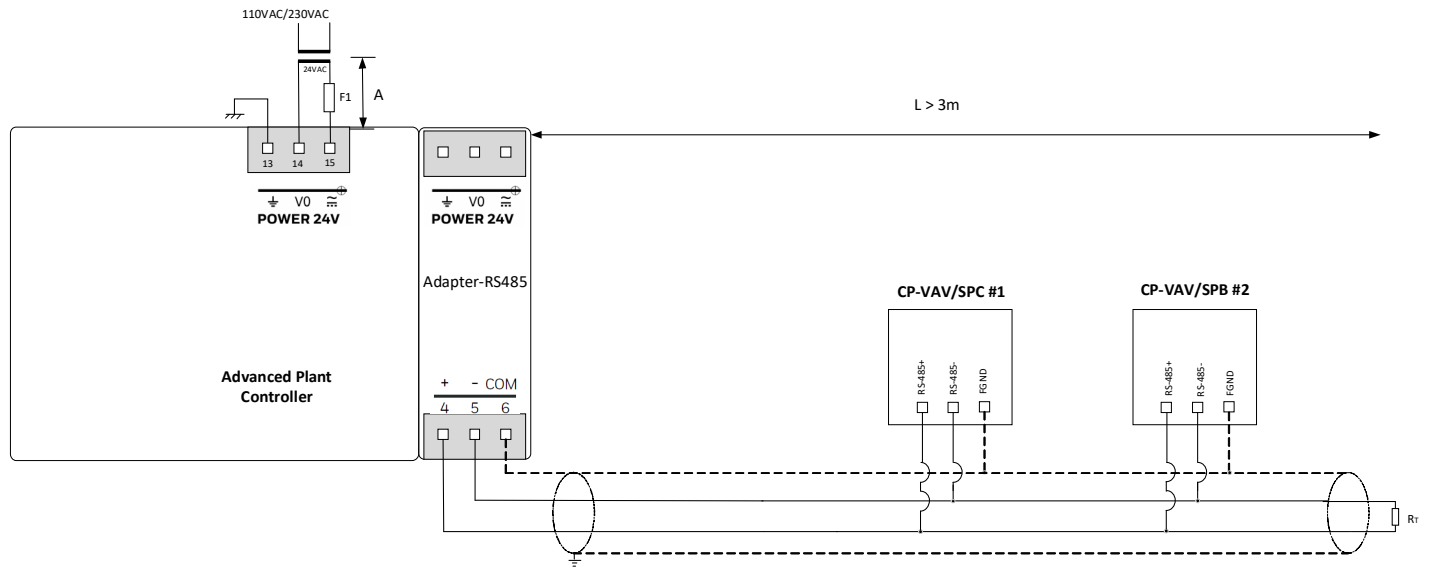 110VAC/230VAC
24VAC
F1
A
L > 3m
13 14 15
V0
POWER 24V
V0
POWER 24V
Adapter-RS485
CP-VAV/SPC #1
CP-VAV/SPB #2
RS-485+
RS-485-
FGND
RS-485+
RS-485-
FGND
Advanced Plant
Controller
+ - COM
4 5 6
RT